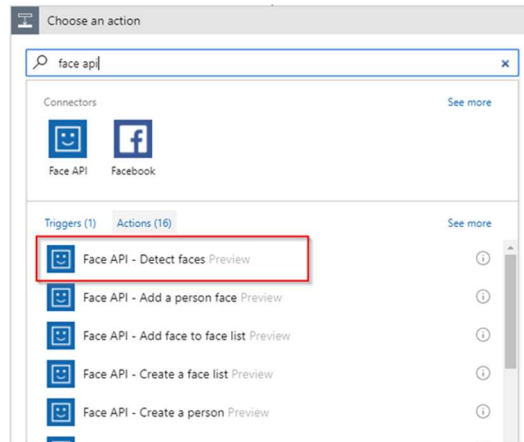 Choose an action
face api
Connectors
See more
Face API
Facebook
Triggers (1) Actions (16) See more
Face API - Detect faces Preview
Face API - Add a person face Preview
Face API - Add face to face list Preview
Face API - Create a face list Preview
Face API - Create a person Preview